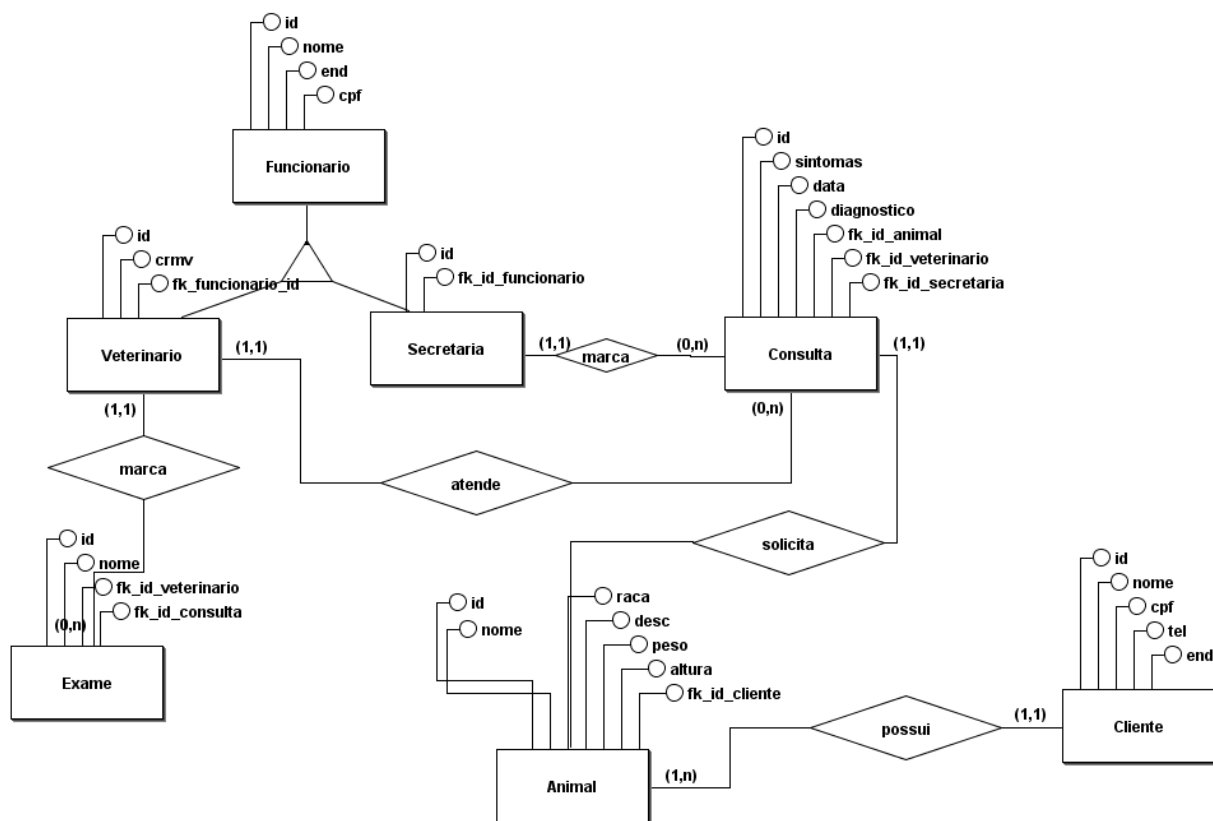 id
nome
end
cpf
Funcionario
id
crmv
fk_funcionario_id
Veterinario
id
fk_id_funcionario
Secretaria
(1,1)
marca
(0,n)
id
sintomas
data
diagnostico
fk_id_animal
fk_id_veterinario
fk_id_secretaria
Consulta
(1,1)
(1,1)
(0,n)
atende
(1,1)
marca
solicita
id
nome
fk_id_veterinario
fk_id_consulta
(0,n)
Exame
id
nome
raca
desc
peso
altura
fk_id_cliente
Animal
(1,n)
possui
(1,1)
id
nome
cpf
tel
end
Cliente